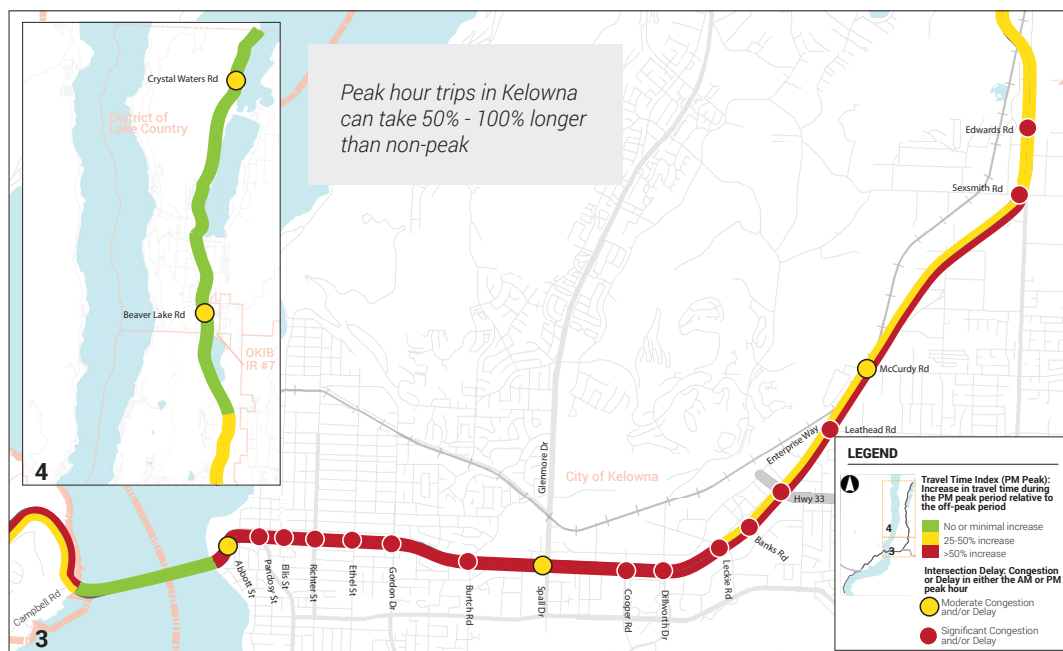 Crystal Waters Rd
District of
Lake Country
Beaver Lake Rd
OKIB
IR #7
4
Peak hour trips in Kelowna
can take 50% - 100% longer
than non-peak
Edwards Rd
Sexsmith Rd
McCurdy Rd
Leathead Rd
Enterprise Way
Hwy 33
Banks Rd
Leckie Rd
Glenmore Dr
City of Kelowna
Campbell Rd
Abbott St
Pandosy St
Ellis St
Richter St
Ethel St
Gordon Dr
Burtch Rd
Spall Dr
Cooper Rd
Dillworth Dr
3
LEGEND
4
3
Travel Time Index (PM Peak):
Increase in travel time during
the PM peak period relative to
the off-peak period
No or minimal increase
25-50% increase
>50% increase
Intersection Delay: Congestion
or Delay in either the AM or PM
peak hour
Moderate Congestion
and/or Delay
Significant Congestion
and/or Delay